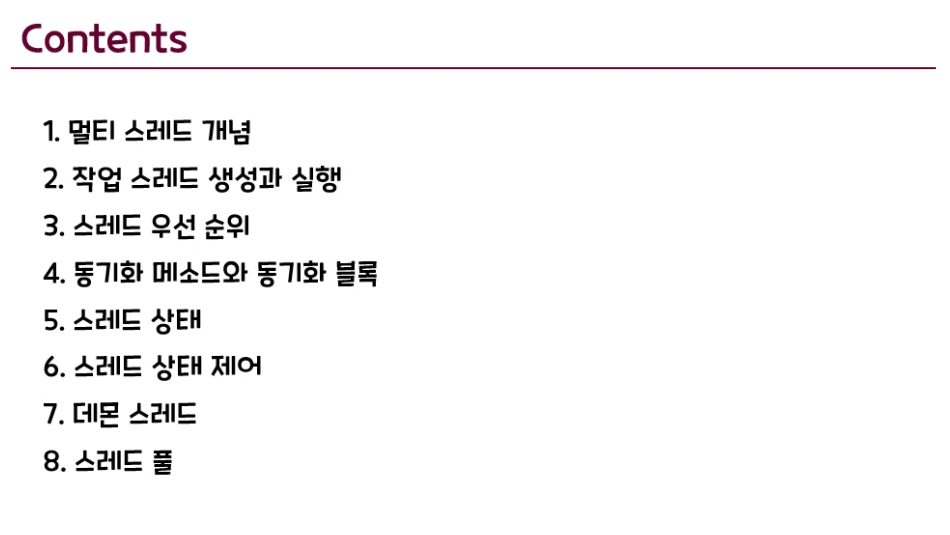 Contents
1. 멀티 스레드 개념
2. 작업 스레드 생성과 실행
3. 스레드 우선 순위
4. 동기화 메소드와 동기화 블록
5. 스레드 상태
6. 스레드 상태 제어
7. 데몬 스레드
8. 스레드 풀